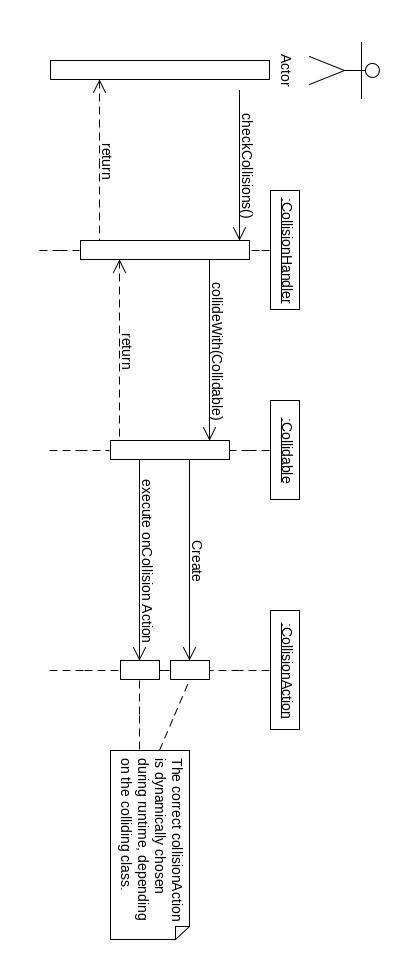 Actor
:CollisionHandler
:Collidable
:CollisionAction
checkCollisions()
collideWith(Collidable)
Create
execute onCollision Action
return
return
The correct collisionAction
is dynamically chosen
during runtime, depending
on the colliding class.